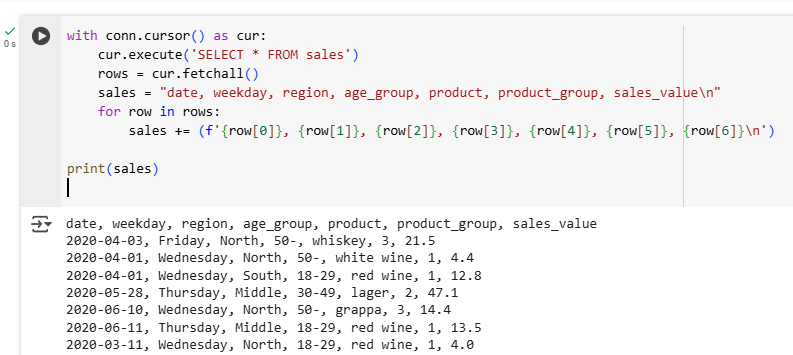 with conn.cursor() as cur:
    cur.execute('SELECT * FROM sales')
    rows = cur.fetchall()
    sales = "date, weekday, region, age_group, product, product_group, sales_value\n"
    for row in rows:
        sales += (f'{row[0]}, {row[1]}, {row[2]}, {row[3]}, {row[4]}, {row[5]}, {row[6]}\n')
print(sales)
0 s
date, weekday, region, age_group, product, product_group, sales_value
2020-04-03, Friday, North, 50-, whiskey, 3, 21.5
2020-04-01, Wednesday, North, 50-, white wine, 1, 4.4
2020-04-01, Wednesday, South, 18-29, red wine, 1, 12.8
2020-05-28, Thursday, Middle, 30-49, lager, 2, 47.1
2020-06-10, Wednesday, North, 50-, grappa, 3, 14.4
2020-06-11, Thursday, Middle, 18-29, red wine, 1, 13.5
2020-03-11, Wednesday, North, 18-29, red wine, 1, 4.0